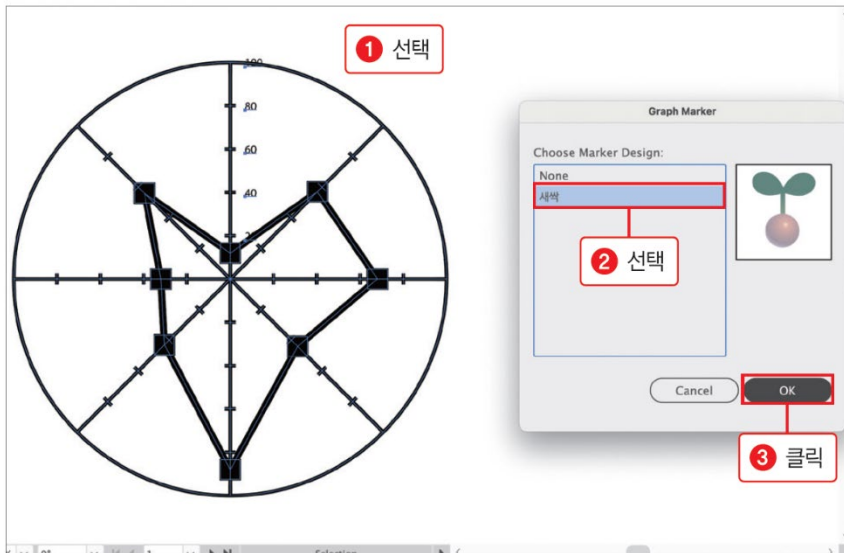 1 선택
100
80
60
40
Graph Marker
Choose Marker Design:
None
새싹
2 선택
Cancel
OK
3 클릭
Selection